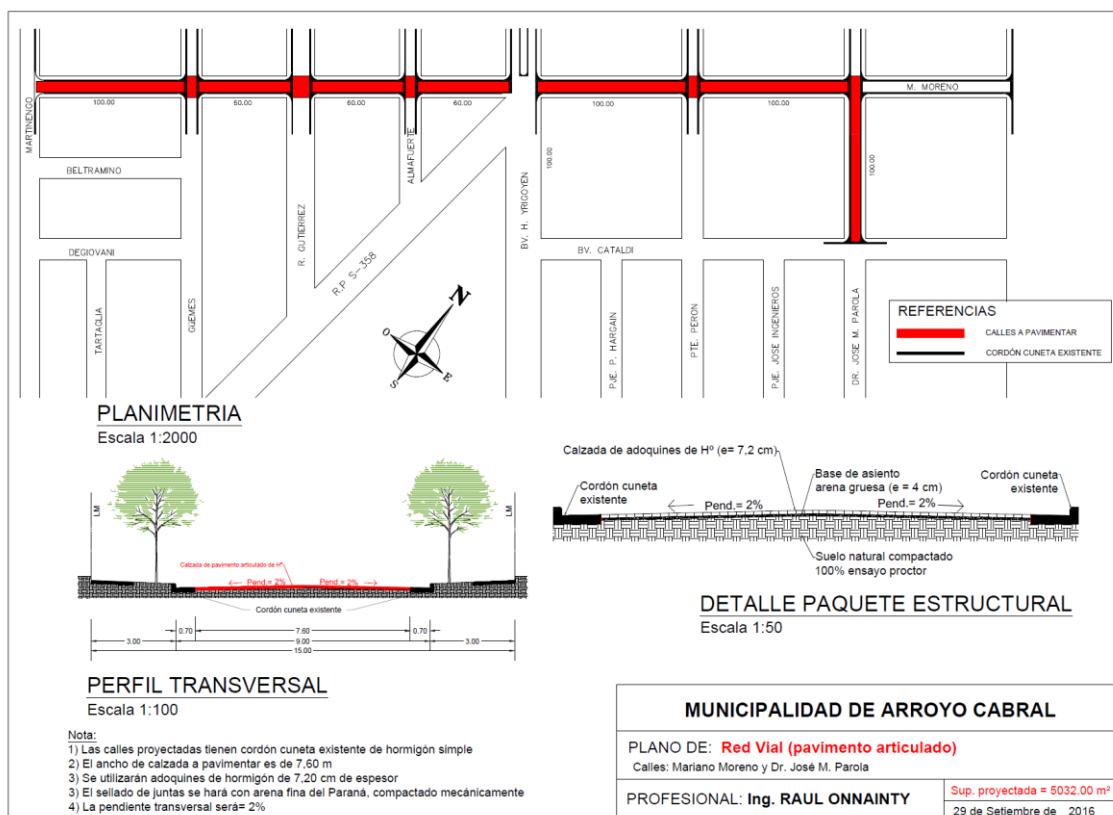 MARTINENGO
100.00
60.00
60.00
60.00
100.00
100.00
M. MORENO
BELTRAMINO
DEGIOVANI
TARTAGLIA
GÜEMES
R. GUTIERREZ
ALMAFUERTE
R.P S-358
BV. H. YRIGOYEN
100.00
100.00
BV. CATALDI
PJE. P. HARGAIN
PTE. PERÓN
PJE. JOSE INGENIEROS
DR. JOSE M. PAROLA
N
O
S
E
REFERENCIAS
CALLES A PAVIMENTAR
CORDÓN CUNETA EXISTENTE
PLANIMETRIA
Escala 1:2000
LM
LM
Calzada de pavimento articulado de Hº
Pend.= 2%
Pend.= 2%
Cordón cuneta existente
0.70
7.60
0.70
3.00
9.00
3.00
15.00
PERFIL TRANSVERSAL
Escala 1:100
Calzada de adoquines de Hº (e= 7,2 cm)
Cordón cuneta
existente
Base de asiento
arena gruesa (e = 4 cm)
Cordón cuneta
existente
Pend.= 2%
Pend.= 2%
Suelo natural compactado
100% ensayo proctor
DETALLE PAQUETE ESTRUCTURAL
Escala 1:50
Nota:
1) Las calles proyectadas tienen cordón cuneta existente de hormigón simple
2) El ancho de calzada a pavimentar es de 7,60 m
3) Se utilizarán adoquines de hormigón de 7,20 cm de espesor
3) El sellado de juntas se hará con arena fina del Paraná, compactado mecánicamente
4) La pendiente transversal será= 2%
MUNICIPALIDAD DE ARROYO CABRAL
PLANO DE: Red Vial (pavimento articulado)
Calles: Mariano Moreno y Dr. José M. Parola
PROFESIONAL: Ing. RAUL ONNAINTY
Sup. proyectada = 5032.00 m²
29 de Setiembre de 2016